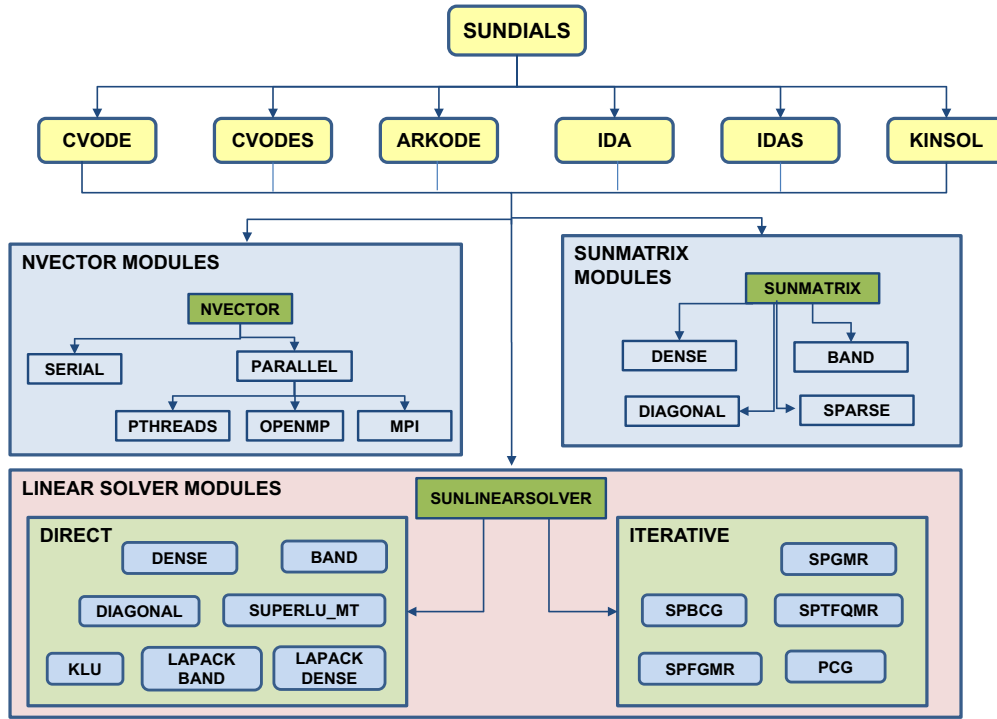 SUNDIALS
CVODE
CVODES
ARKODE
IDA
IDAS
KINSOL
NVECTOR MODULES
NVECTOR
SERIAL
PARALLEL
PTHREADS
OPENMP
MPI
SUNMATRIX
MODULES
SUNMATRIX
DENSE
BAND
DIAGONAL
SPARSE
LINEAR SOLVER MODULES
SUNLINEARSOLVER
DIRECT
DENSE
BAND
DIAGONAL
SUPERLU_MT
KLU
LAPACK
BAND
LAPACK
DENSE
ITERATIVE
SPGMR
SPBCG
SPTFQMR
SPFGMR
PCG